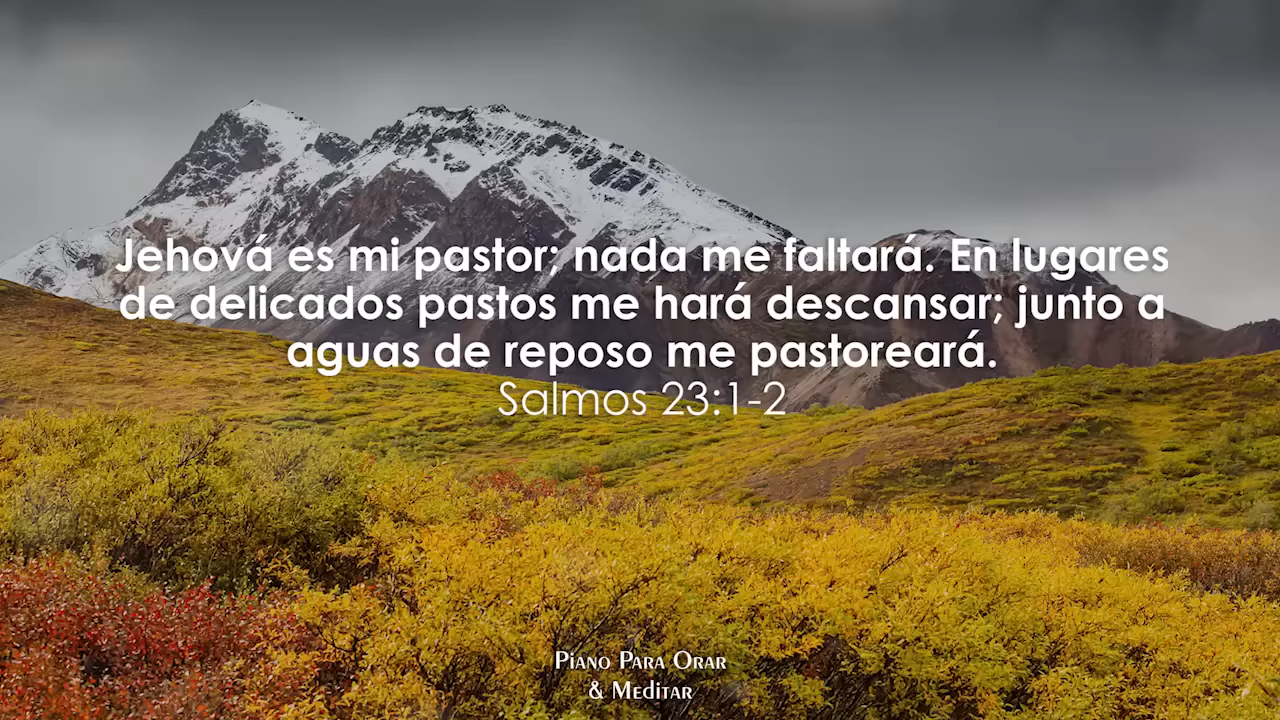 Jehová es mi pastor; nada me faltará. En lugares
de delicados pastos me hará descansar; junto a
aguas de reposo me pastoreará.
Salmos 23:1-2
Piano Para Orar
& Meditar